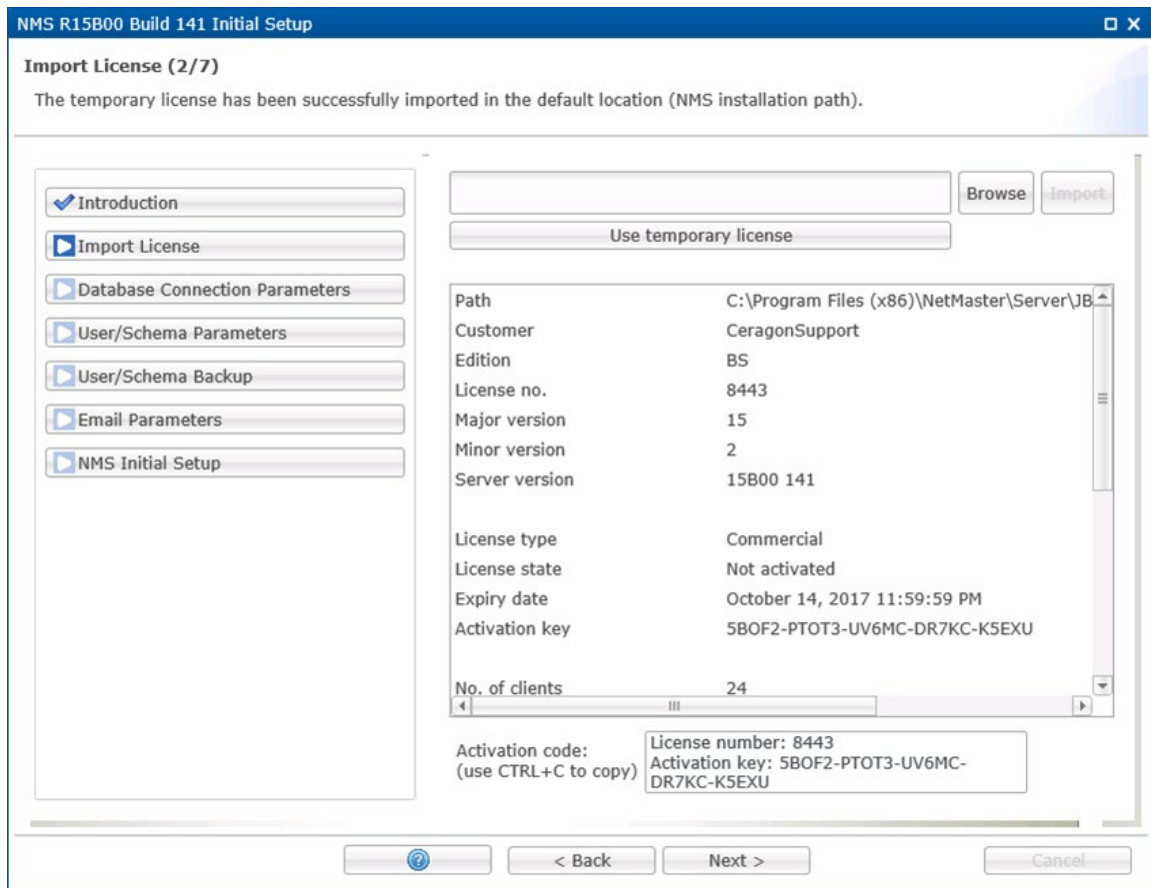 NMS R15B00 Build 141 Initial Setup
Import License (2/7)
The temporary license has been successfully imported in the default location (NMS installation path).
Introduction
Import License
Database Connection Parameters
User/Schema Parameters
User/Schema Backup
Email Parameters
NMS Initial Setup
Browse
Import
Use temporary license
Path C:\Program Files (x86)\NetMaster\Server\JB
Customer CeragonSupport
Edition BS
License no. 8443
Major version 15
Minor version 2
Server version 15B00 141
License type Commercial
License state Not activated
Expiry date October 14, 2017 11:59:59 PM
Activation key 5BOF2-PTOT3-UV6MC-DR7KC-K5EXU
No. of clients 24
Activation code:
(use CTRL+C to copy)
License number: 8443
Activation key: 5BOF2-PTOT3-UV6MC-
DR7KC-K5EXU
< Back
Next >
Cancel